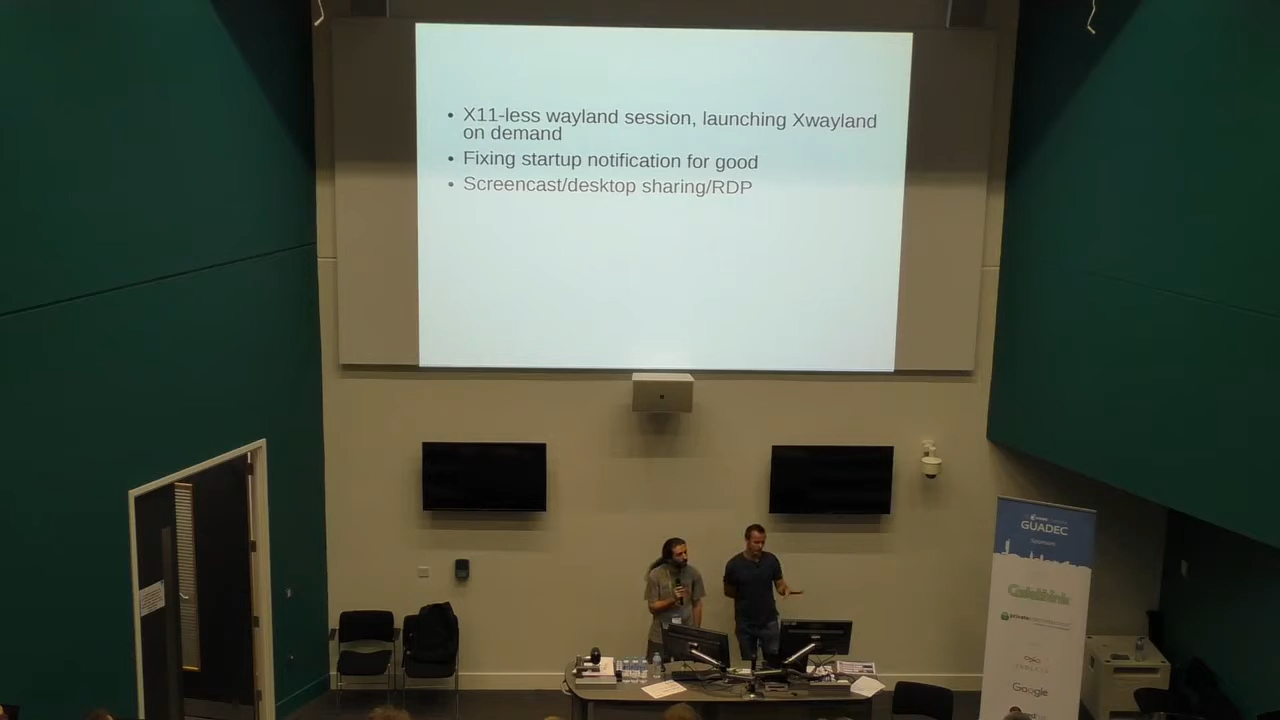 • X11-less wayland session, launching Xwayland
on demand
• Fixing startup notification for good
• Screencast/desktop sharing/RDP
GUADEC
Codethink
Google